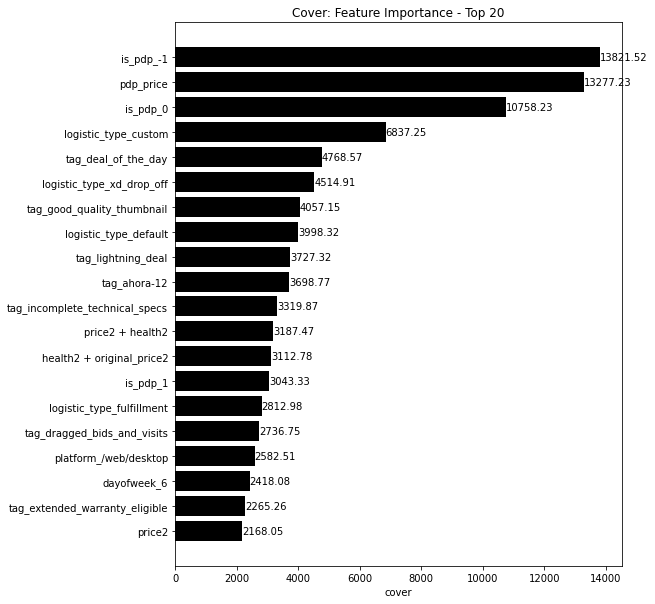 Cover: Feature Importance - Top 20
is_pdp_-1 13821.52
pdp_price 13277.23
is_pdp_0 10758.23
logistic_type_custom 6837.25
tag_deal_of_the_day 4768.57
logistic_type_xd_drop_off 4514.91
tag_good_quality_thumbnail 4057.15
logistic_type_default 3998.32
tag_lightning_deal 3727.32
tag_ahora-12 3698.77
tag_incomplete_technical_specs 3319.87
price2 + health2 3187.47
health2 + original_price2 3112.78
is_pdp_1 3043.33
logistic_type_fulfillment 2812.98
tag_dragged_bids_and_visits 2736.75
platform_/web/desktop 2582.51
dayofweek_6 2418.08
tag_extended_warranty_eligible 2265.26
price2 2168.05
0 2000 4000 6000 8000 10000 12000 14000
cover